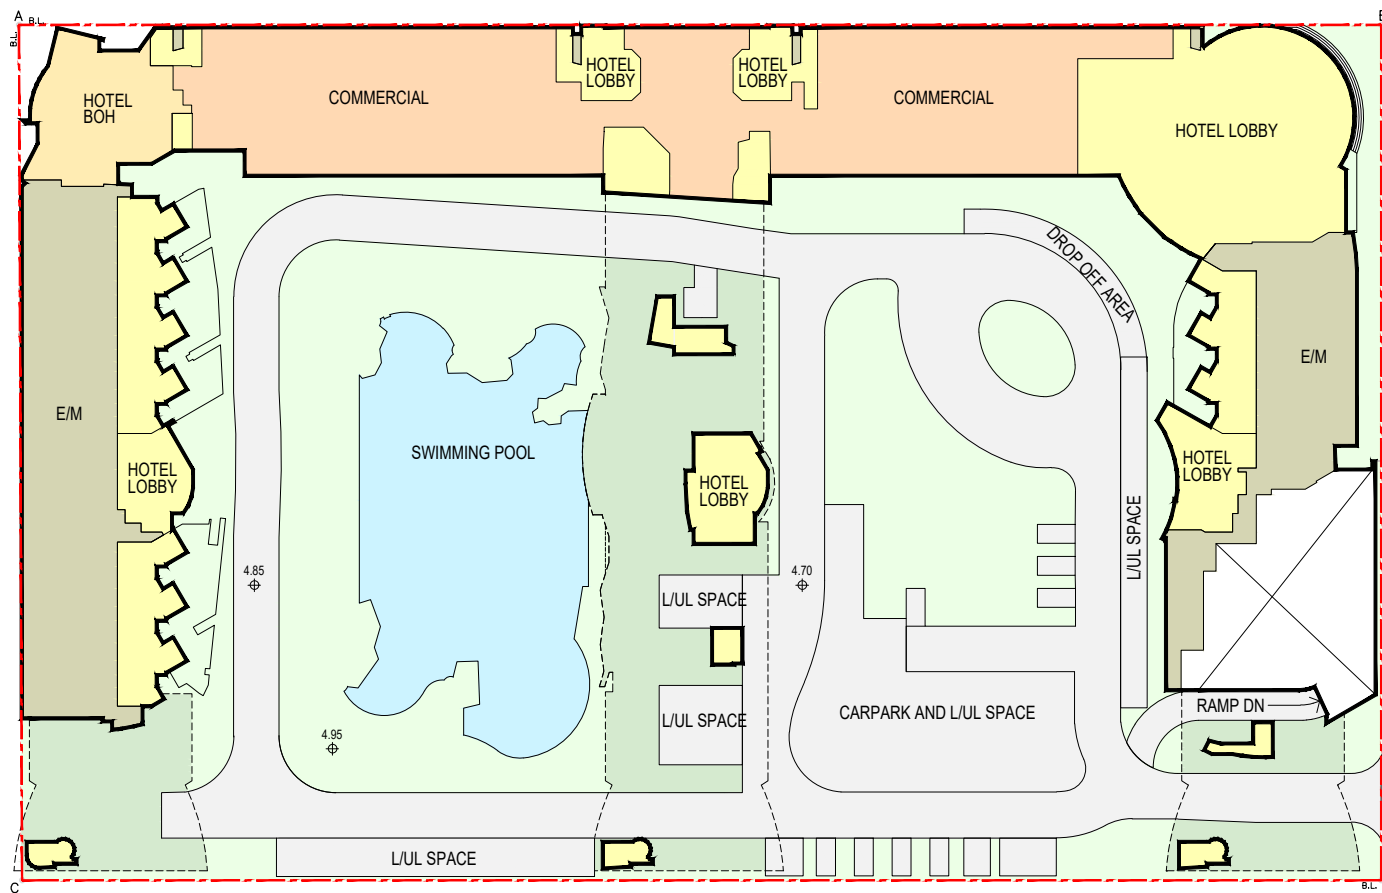 A
B.L.
B.L.
HOTEL
BOH
COMMERCIAL
HOTEL
LOBBY
HOTEL
LOBBY
COMMERCIAL
HOTEL LOBBY
DROP OFF AREA
E/M
E/M
SWIMMING POOL
HOTEL
LOBBY
HOTEL
LOBBY
HOTEL
LOBBY
L/UL SPACE
4.85
4.70
L/UL SPACE
L/UL SPACE
CARPARK AND L/UL SPACE
RAMP DN
4.95
L/UL SPACE
C
B.L.